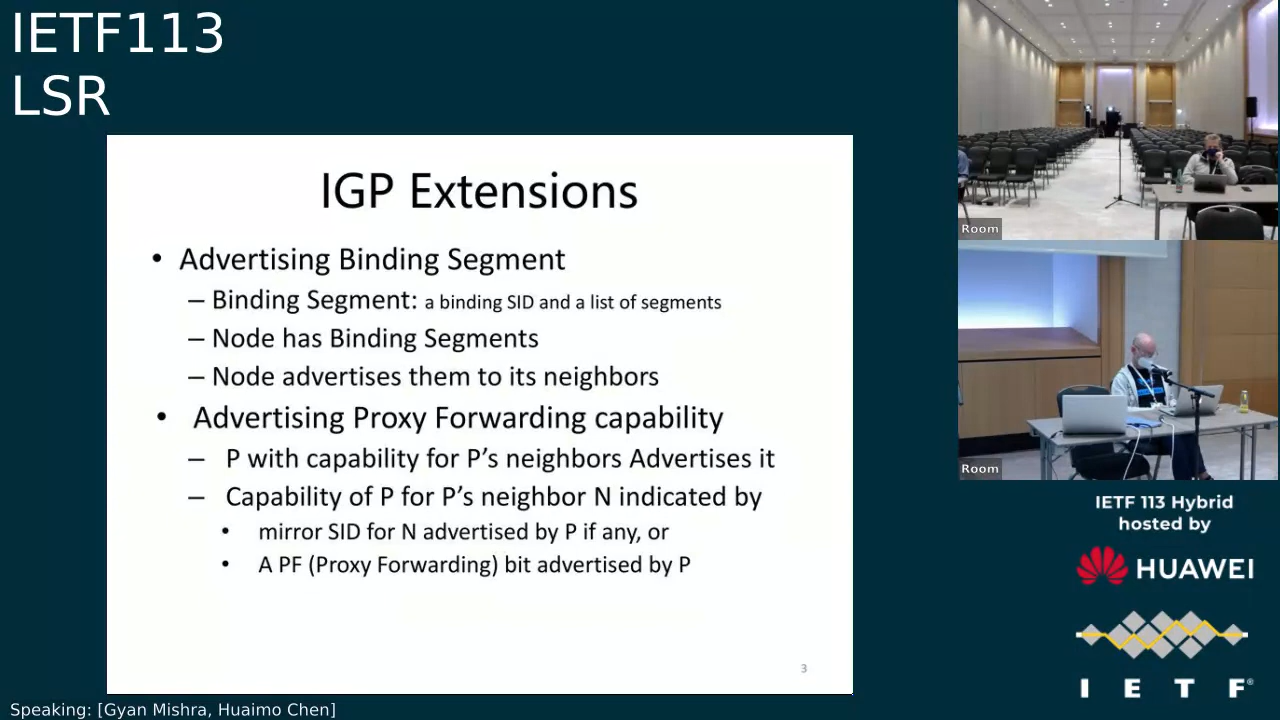 IETF113
LSR
IGP Extensions
• Advertising Binding Segment
– Binding Segment: a binding SID and a list of segments
– Node has Binding Segments
– Node advertises them to its neighbors
• Advertising Proxy Forwarding capability
– P with capability for P's neighbors Advertises it
– Capability of P for P's neighbor N indicated by
• mirror SID for N advertised by P if any, or
• A PF (Proxy Forwarding) bit advertised by P
3
Room
Room
IETF 113 Hybrid
hosted by
HUAWEI
I E T F®
Speaking: [Gyan Mishra, Huaimo Chen]